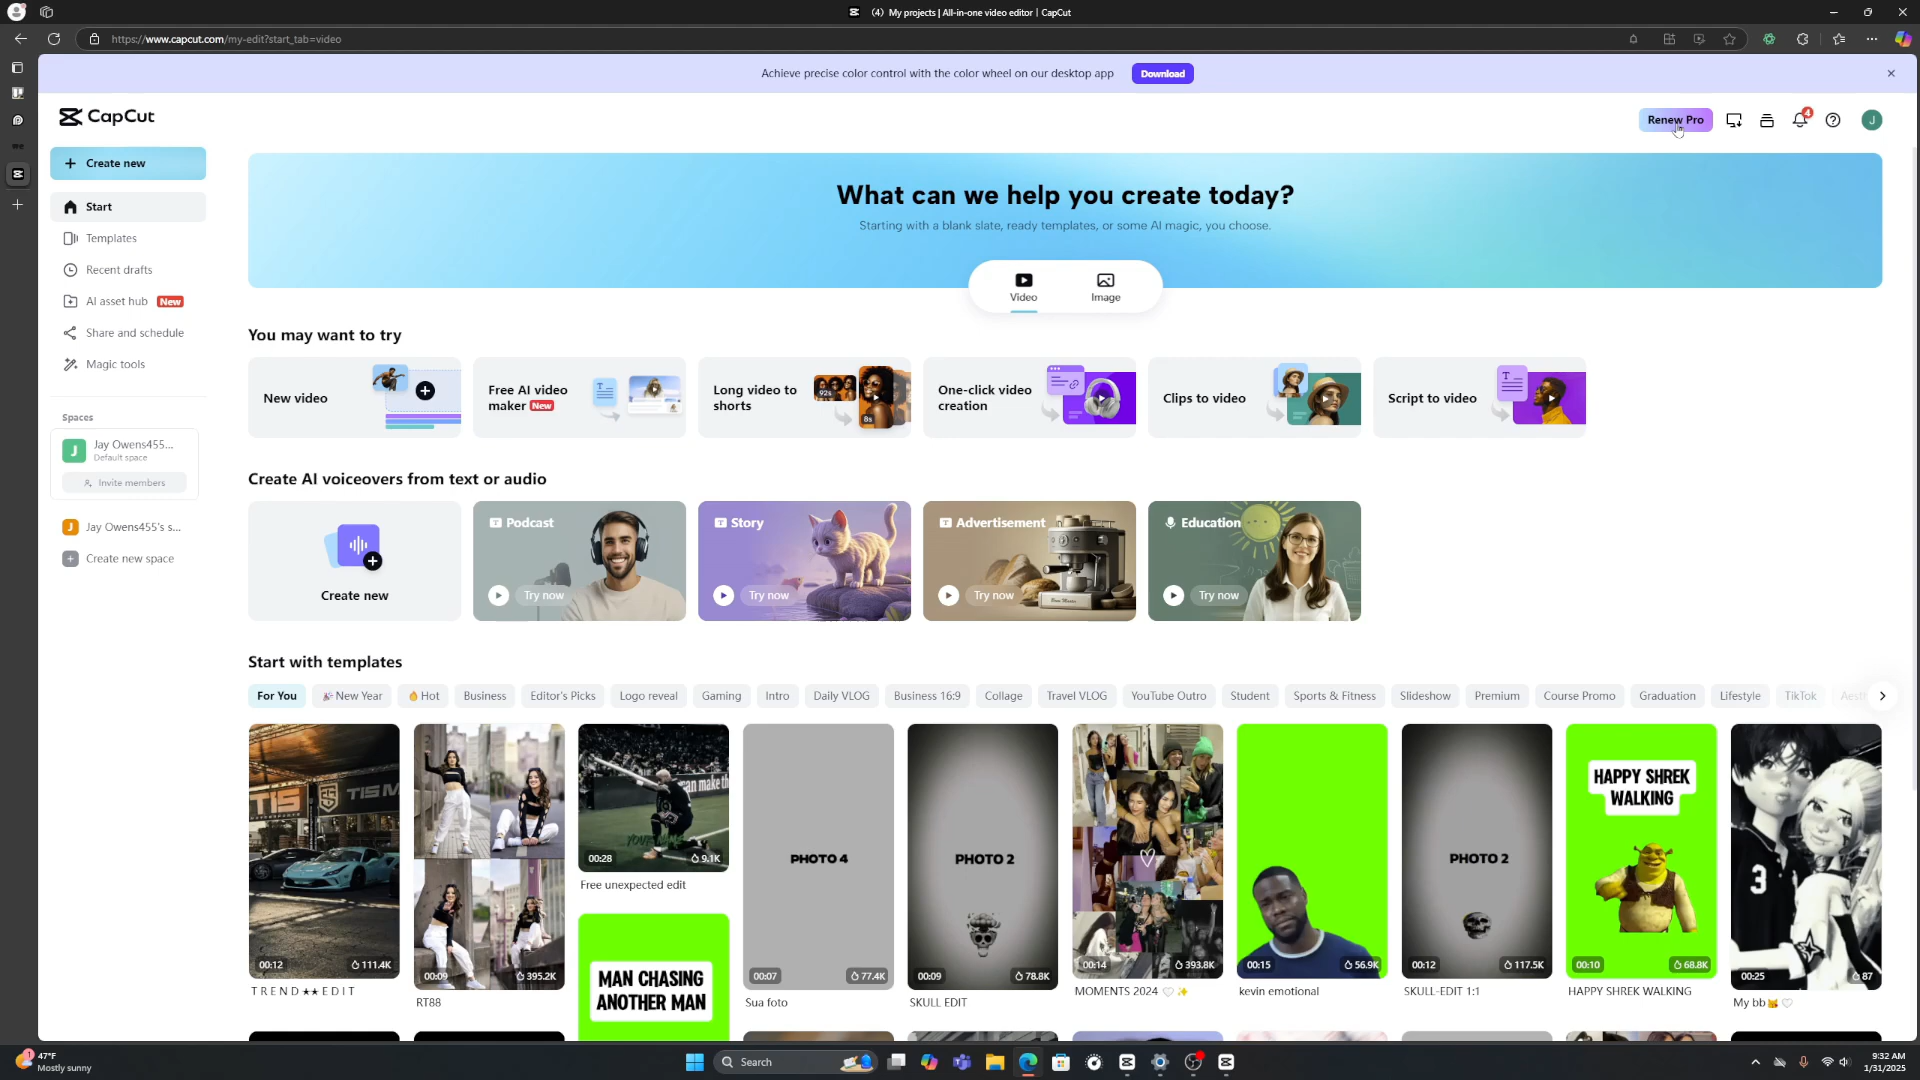 (4) My projects | All-in-one video editor | CapCut
https://www.capcut.com/my-edit?start_tab=video
Achieve precise color control with the color wheel on our desktop app
Download
CapCut
Renew Pro
4
J
Create new
Start
Templates
Recent drafts
AI asset hub New
Share and schedule
Magic tools
Spaces
J
Jay Owens455...
Default space
Invite members
J
Jay Owens455's s...
Create new space
What can we help you create today?
Starting with a blank slate, ready templates, or some AI magic, you choose.
Video
Image
You may want to try
New video
Free AI video
maker New
Long video to
shorts
92s
8s
One-click video
creation
Clips to video
Script to video
Create AI voiceovers from text or audio
Create new
Podcast
Try now
Story
Try now
Advertisement
Try now
Education
Try now
Start with templates
For You
New Year
Hot
Business
Editor's Picks
Logo reveal
Gaming
Intro
Daily VLOG
Business 16:9
Collage
Travel VLOG
YouTube Outro
Student
Sports & Fitness
Slideshow
Premium
Course Promo
Graduation
Lifestyle
TikTok
00:12
111.4K
T R E N D ★★ E D I T
00:09
395.2K
RT88
00:28
9.1K
Free unexpected edit
MAN CHASING
ANOTHER MAN
PHOTO 4
00:07
77.4K
Sua foto
PHOTO 2
00:09
78.8K
SKULL EDIT
00:14
393.8K
MOMENTS 2024 🤍✨
00:15
56.9K
kevin emotional
PHOTO 2
00:12
117.5K
SKULL-EDIT 1:1
HAPPY SHREK
WALKING
00:10
68.8K
HAPPY SHREK WALKING
3
00:25
87
My bb
1
47°F
Mostly sunny
Search
9:32 AM
1/31/2025